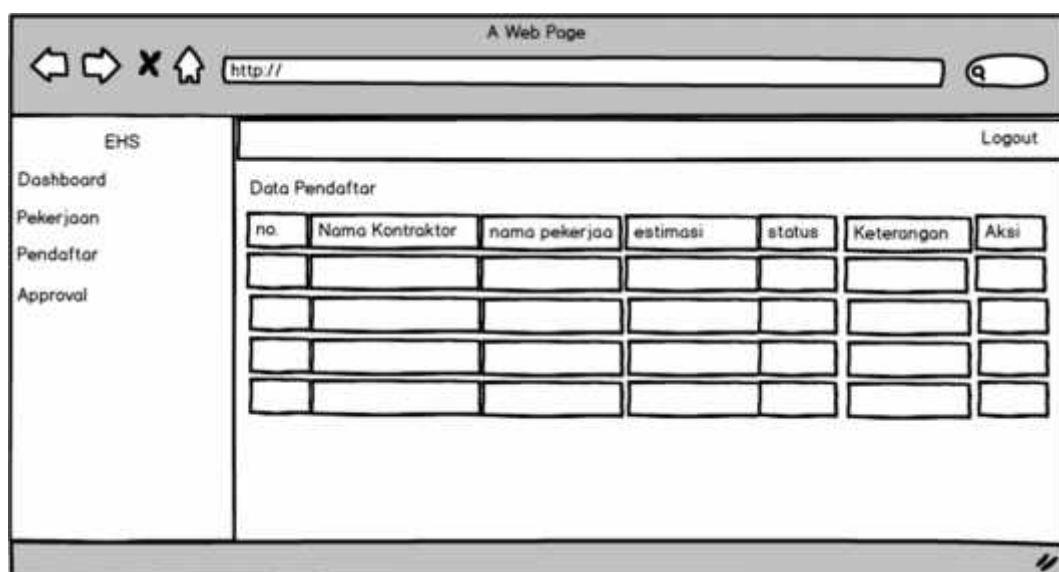 A Web Page
http://
EHS
Logout
Dashboard
Pekerjaan
Pendaftar
Approval
Data Pendaftar
no. Nama Kontraktor nama pekerjaa estimasi status Keterangan Aksi